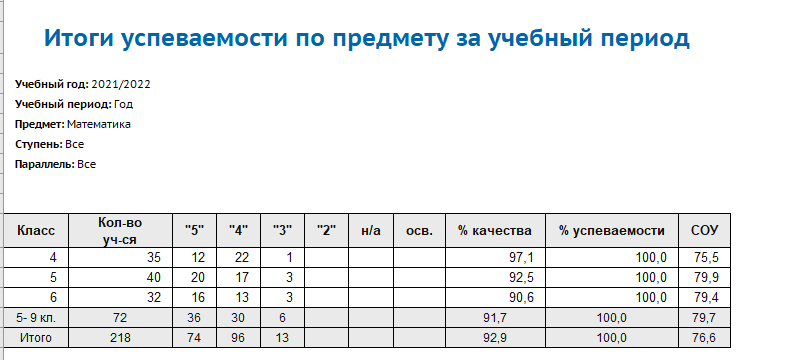 Итоги успеваемости по предмету за учебный период
Учебный год: 2021/2022
Учебный период: Год
Предмет: Математика
Ступень: Все
Параллель: Все
Класс Кол-во уч-ся "5" "4" "3" "2" н/а осв. % качества % успеваемости СОУ
4 35 12 22 1 97,1 100,0 75,5
5 40 20 17 3 92,5 100,0 79,9
6 32 16 13 3 90,6 100,0 79,4
5- 9 кл. 72 36 30 6 91,7 100,0 79,7
Итого 218 74 96 13 92,9 100,0 76,6